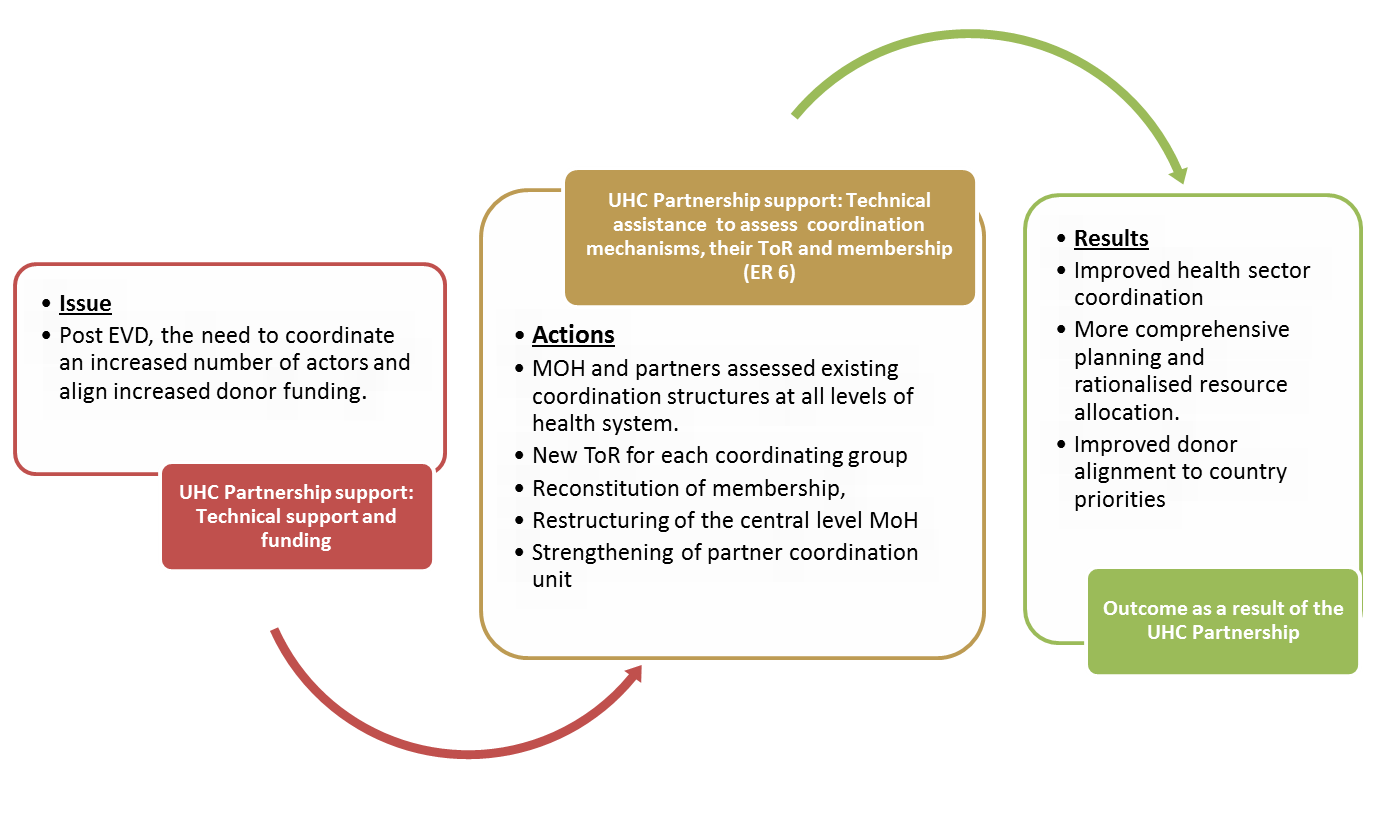 • Issue
• Post EVD, the need to coordinate
an increased number of actors and
align increased donor funding.
UHC Partnership support:
Technical support and
funding
UHC Partnership support: Technical
assistance to assess coordination
mechanisms, their ToR and membership
(ER 6)
• Actions
• MOH and partners assessed existing
coordination structures at all levels of
health system.
• New ToR for each coordinating group
• Reconstitution of membership,
• Restructuring of the central level MoH
• Strengthening of partner coordination
unit
• Results
• Improved health sector
coordination
• More comprehensive
planning and
rationalised resource
allocation.
• Improved donor
alignment to country
priorities
Outcome as a result of the
UHC Partnership